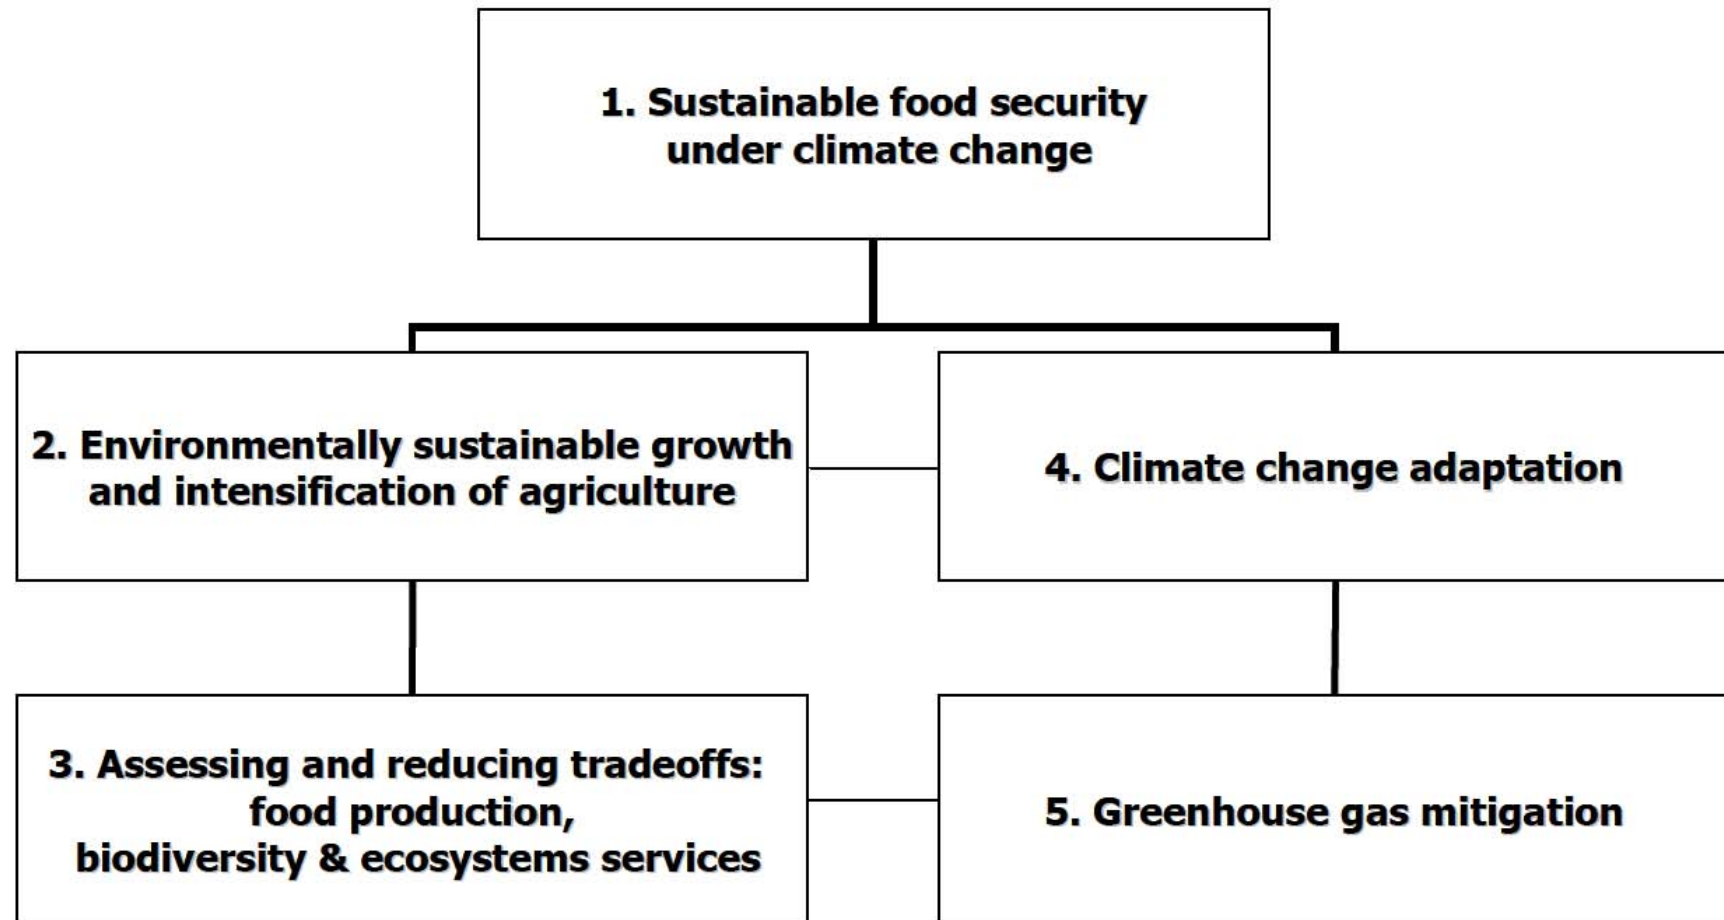 1. Sustainable food security
under climate change
2. Environmentally sustainable growth
and intensification of agriculture
4. Climate change adaptation
3. Assessing and reducing tradeoffs:
food production,
biodiversity & ecosystems services
5. Greenhouse gas mitigation